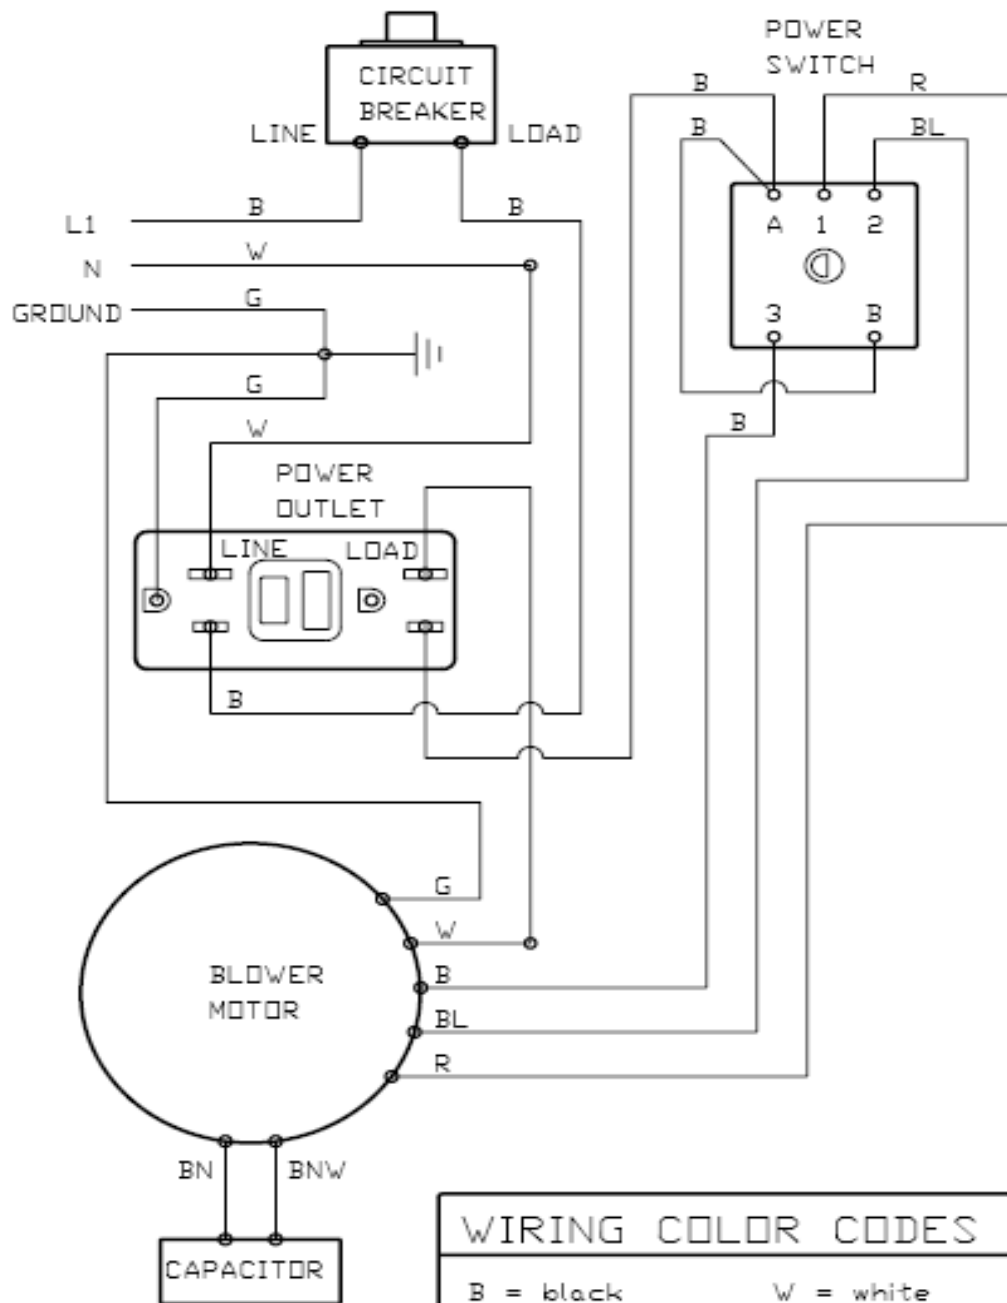 CIRCUIT
BREAKER
LINE
LOAD
POWER
SWITCH
B
R
B
BL
A
1
2
3
B
L1
B
B
N
W
GROUND
G
G
W
B
POWER
OUTLET
LINE
LOAD
B
BLOWER
MOTOR
G
W
B
BL
R
BN
BNW
CAPACITOR
WIRING COLOR CODES
B = black
W = white